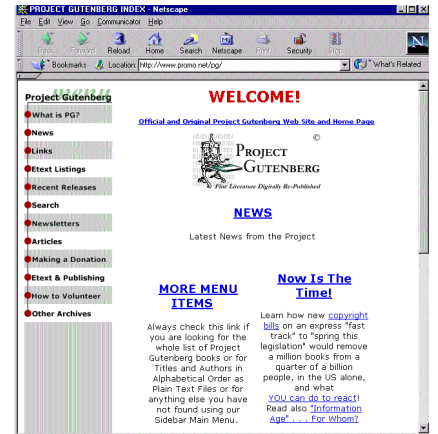 PROJECT GUTENBERG INDEX - Netscape
File Edit View Go Communicator Help
Back Forward Reload Home Search Netscape Print Security Stop
Bookmarks Location: http://www.promo.net/pg/ What's Related
menu
Project Gutenberg
What is PG?
News
Links
Etext Listings
Recent Releases
Search
Newsletters
Articles
Making a Donation
Etext & Publishing
How to Volunteer
Other Archives
WELCOME!
Official and Original Project Gutenberg Web Site and Home Page
©
PROJECT
GUTENBERG
Fine Literature Digitally Re-Published
NEWS
Latest News from the Project
MORE MENU
ITEMS
Always check this link if
you are looking for the
whole list of Project
Gutenberg books or for
Titles and Authors in
Alphabetical Order as
Plain Text Files or for
anything else you have
not found using our
Sidebar Main Menu.
Now Is The
Time!
Learn how new copyright
bills on an express "fast
track" to "spring this
legislation" would remove
a million books from a
quarter of a billion
people, in the US alone,
and what
YOU can do to react!
Read also "Information
Age" . . . For Whom?